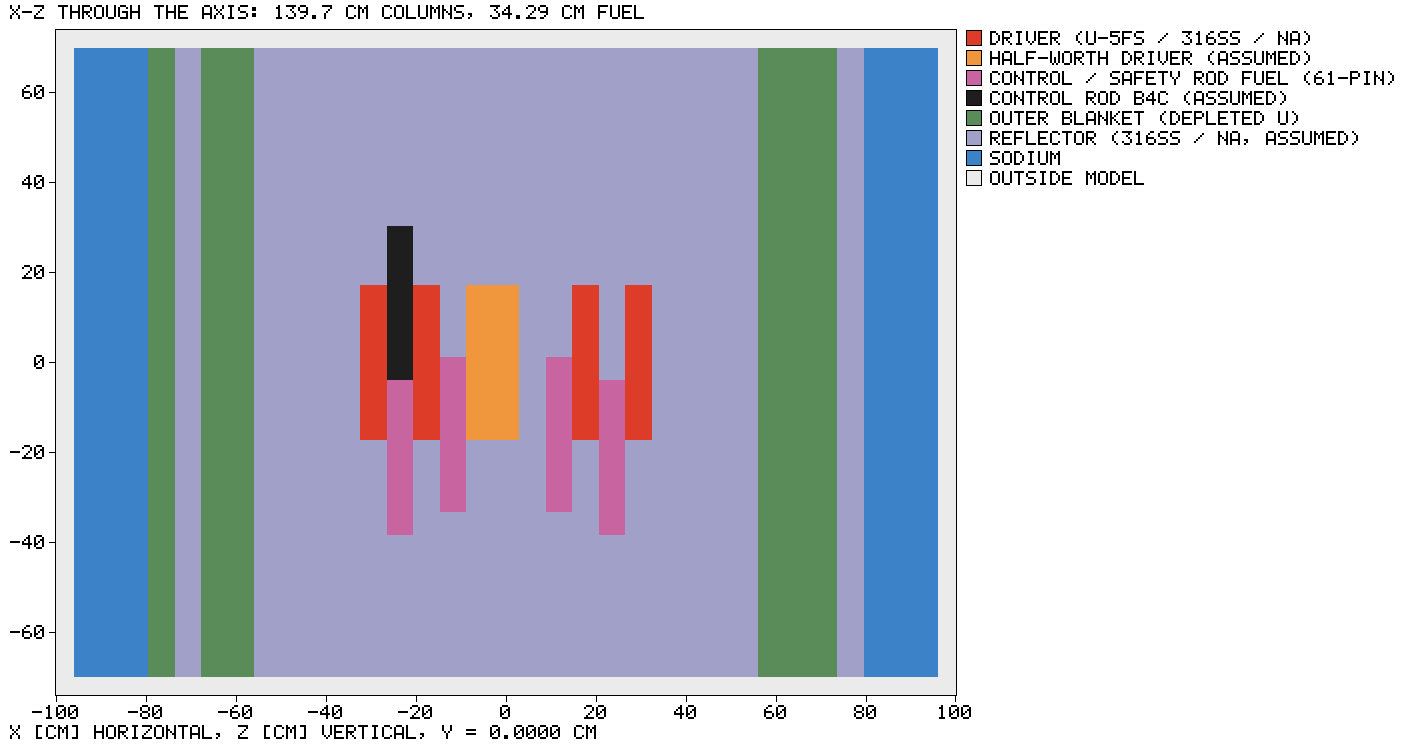 X-Z THROUGH THE AXIS: 139.7 CM COLUMNS, 34.29 CM FUEL
DRIVER (U-5FS / 316SS / NA)
HALF-WORTH DRIVER (ASSUMED)
CONTROL / SAFETY ROD FUEL (61-PIN)
CONTROL ROD B4C (ASSUMED)
OUTER BLANKET (DEPLETED U)
REFLECTOR (316SS / NA, ASSUMED)
SODIUM
OUTSIDE MODEL
60
40
20
0
-20
-40
-60
-100 -80 -60 -40 -20 0 20 40 60 80 100
X [CM] HORIZONTAL, Z [CM] VERTICAL, Y = 0.0000 CM